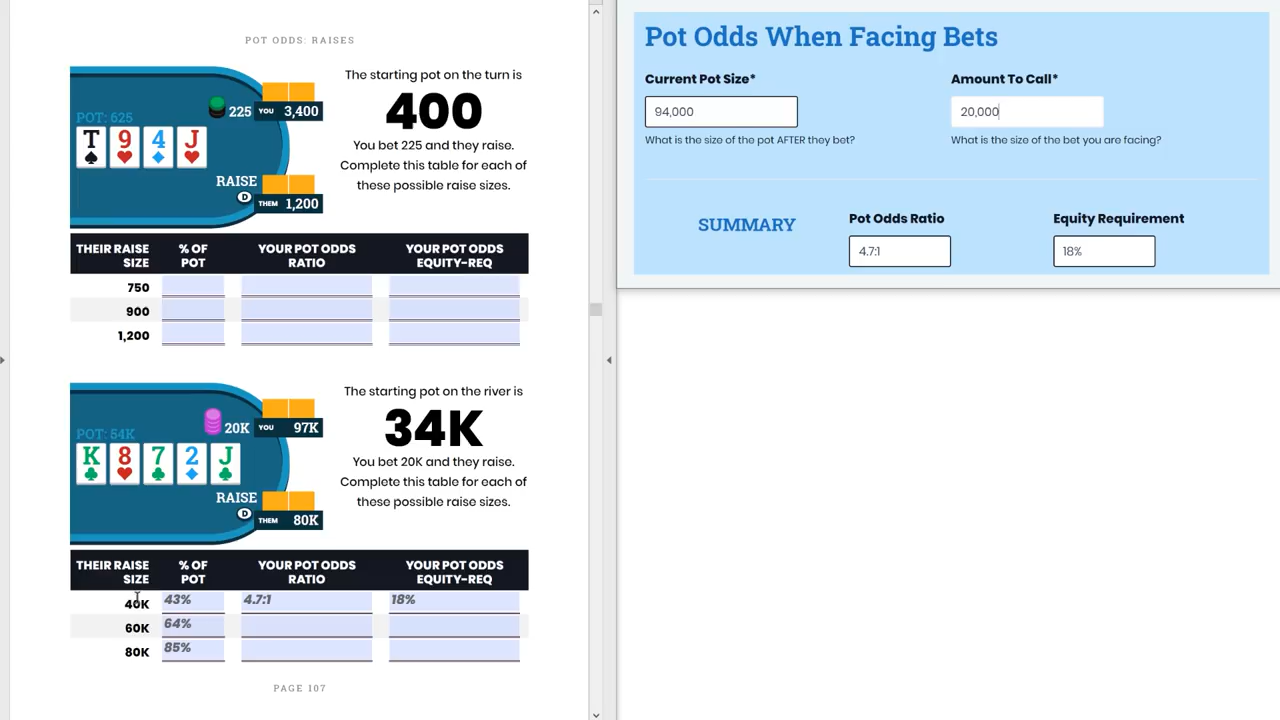 POT ODDS: RAISES
The starting pot on the turn is
400
You bet 225 and they raise.
Complete this table for each of
these possible raise sizes.
POT: 625
225 YOU 3,400
T 9 4 J
RAISE
D THEM 1,200
THEIR RAISE SIZE % OF POT YOUR POT ODDS RATIO YOUR POT ODDS EQUITY-REQ
750
900
1,200
The starting pot on the river is
34K
You bet 20K and they raise.
Complete this table for each of
these possible raise sizes.
POT: 54K
20K YOU 97K
K 8 7 2 J
RAISE
D THEM 80K
THEIR RAISE SIZE % OF POT YOUR POT ODDS RATIO YOUR POT ODDS EQUITY-REQ
40K 43% 4.7:1 18%
60K 64%
80K 85%
PAGE 107
Pot Odds When Facing Bets
Current Pot Size* Amount To Call*
94,000 20,000
What is the size of the pot AFTER they bet? What is the size of the bet you are facing?
SUMMARY
Pot Odds Ratio Equity Requirement
4.7:1 18%